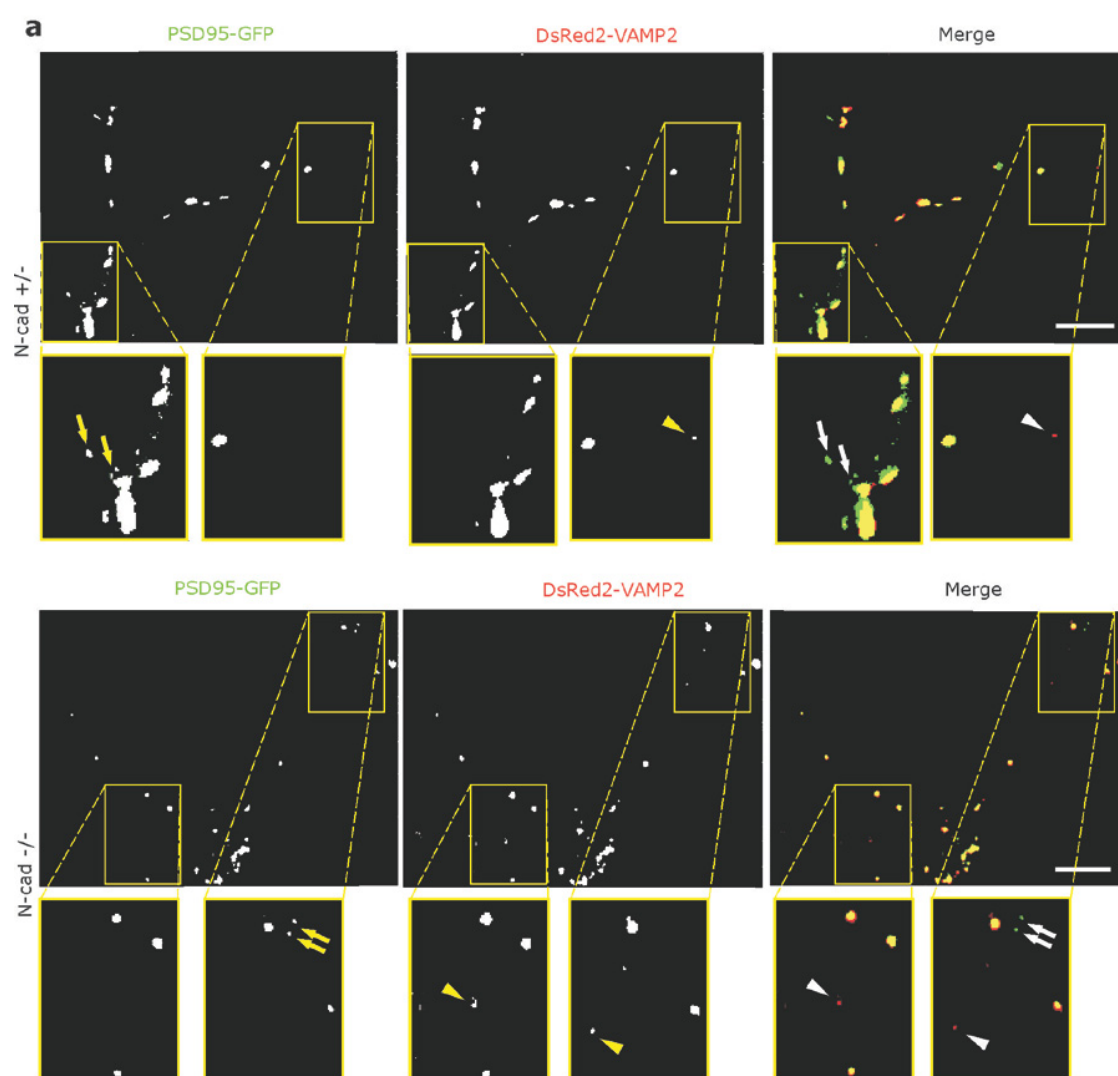 a
PSD95-GFP DsRed2-VAMP2 Merge
N-cad +/-
PSD95-GFP DsRed2-VAMP2 Merge
N-cad -/-